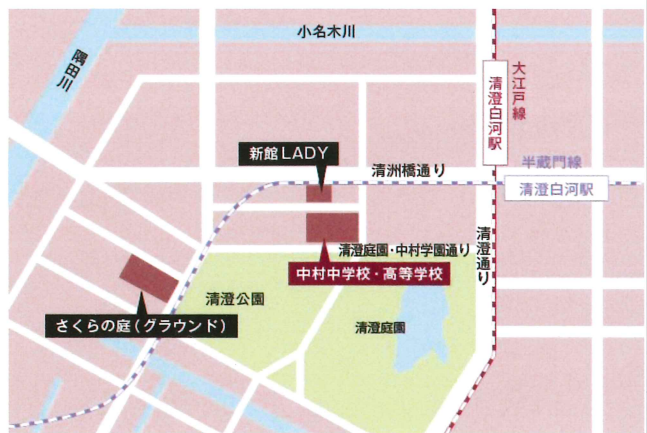 小名木川
隅田川
大江戸線
清澄白河駅
新館LADY
清洲橋通り
半蔵門線
清澄白河駅
清澄庭園・中村学園通り
清澄通り
中村中学校・高等学校
清澄公園
さくらの庭(グラウンド)
清澄庭園